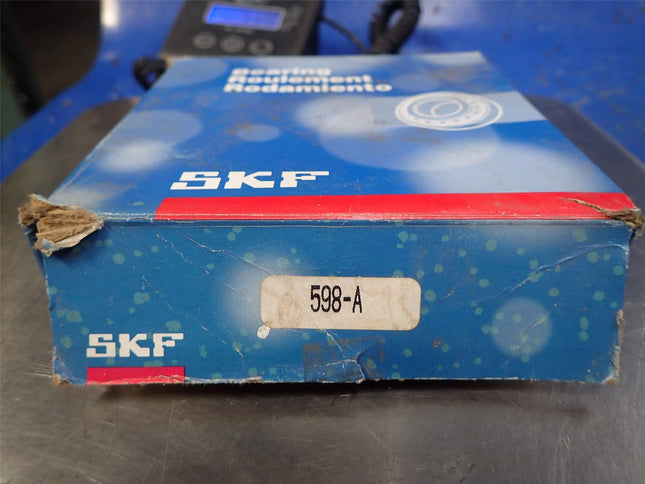 Bearing
Roulement
Rodamiento
SKF
598-A
SKF